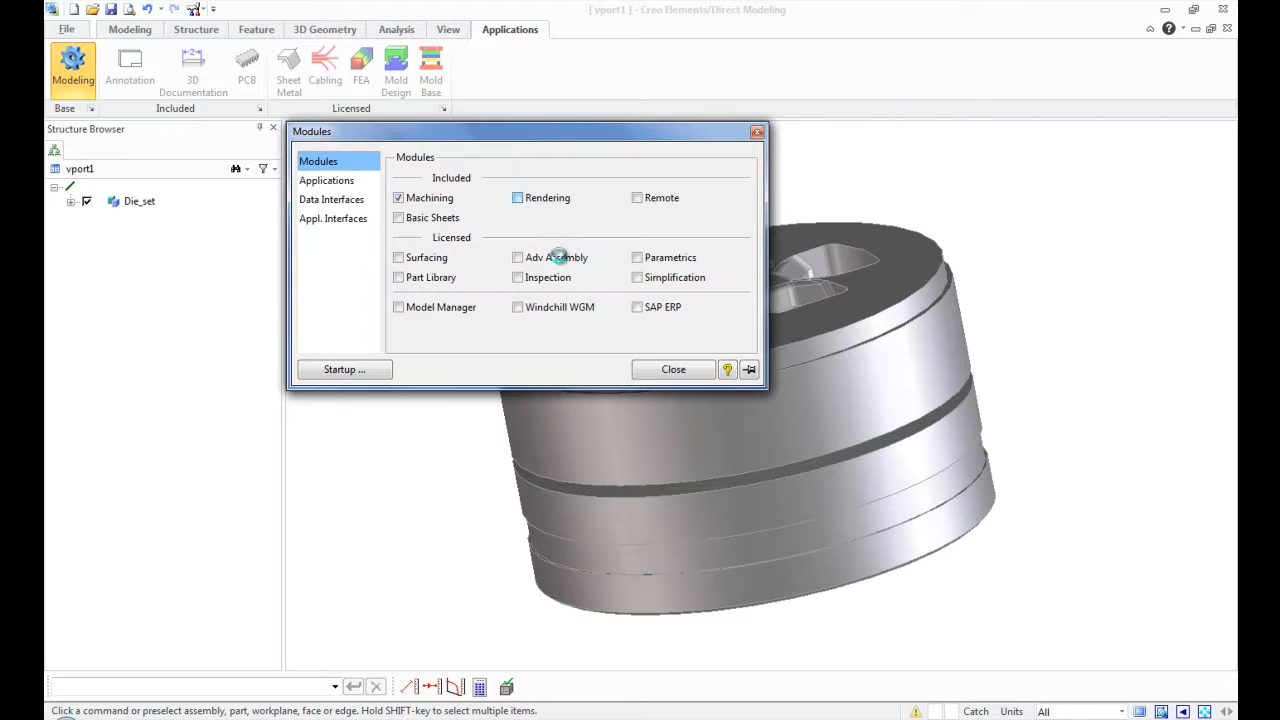 [ vport1 ] - Creo Elements/Direct Modeling
File Modeling Structure Feature 3D Geometry Analysis View Applications
Modeling Annotation 3D Documentation PCB Sheet Metal Cabling FEA Mold Design Mold Base
Base Included Licensed
Structure Browser
vport1
Die_set
Modules
Modules
Applications
Data Interfaces
Appl. Interfaces
Modules
Included
Machining Rendering Remote
Basic Sheets
Licensed
Surfacing Adv Assembly Parametrics
Part Library Inspection Simplification
Model Manager Windchill WGM SAP ERP
Startup ... Close
Click a command or preselect assembly, part, workplane, face or edge. Hold SHIFT-key to select multiple items. Catch Units All